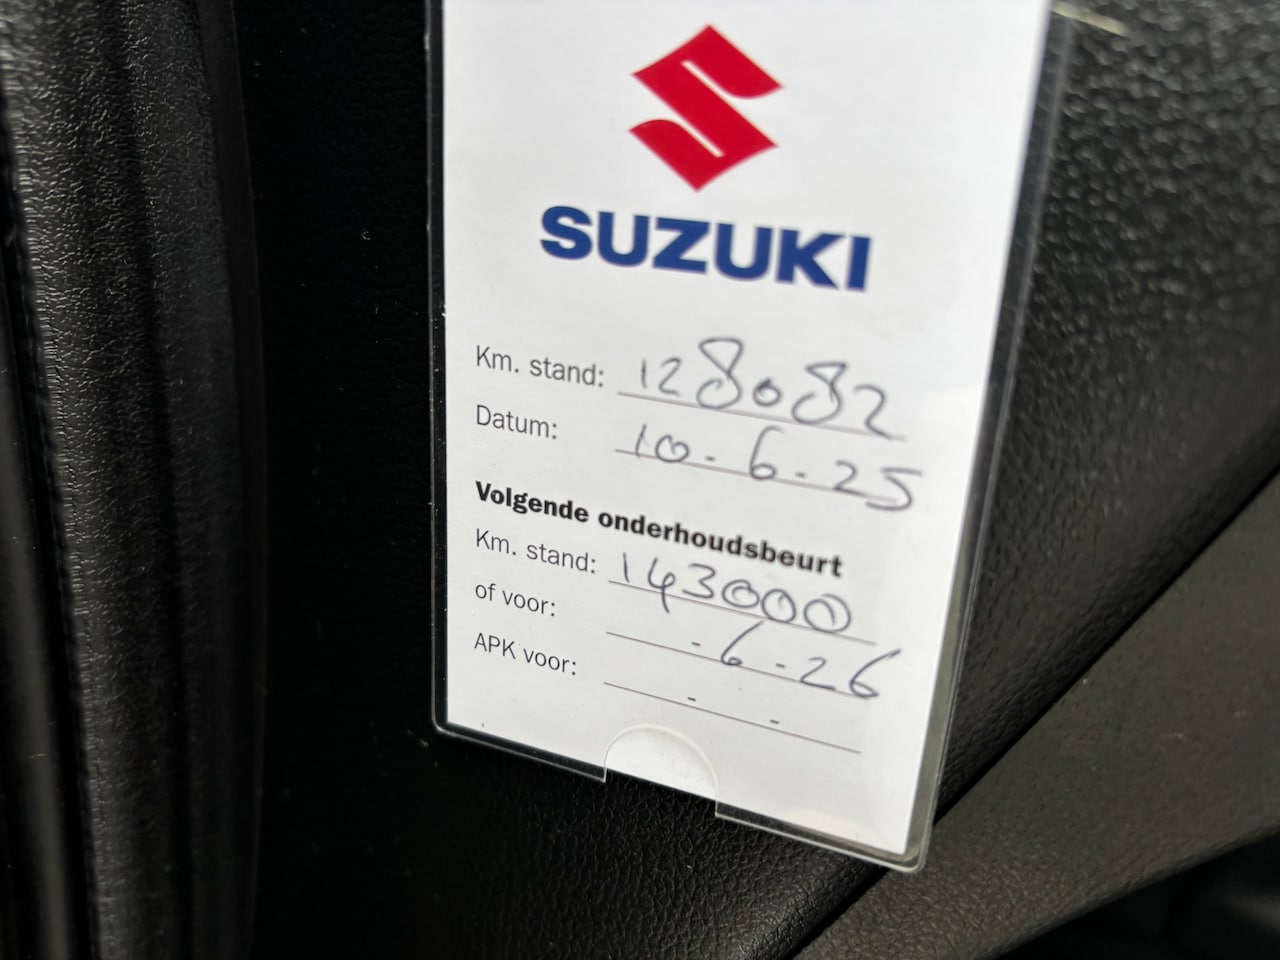 SUZUKI
Km. stand: 128082
Datum: 10-6-25
Volgende onderhoudsbeurt
Km. stand: 143000
of voor: -6-26
APK voor: - -